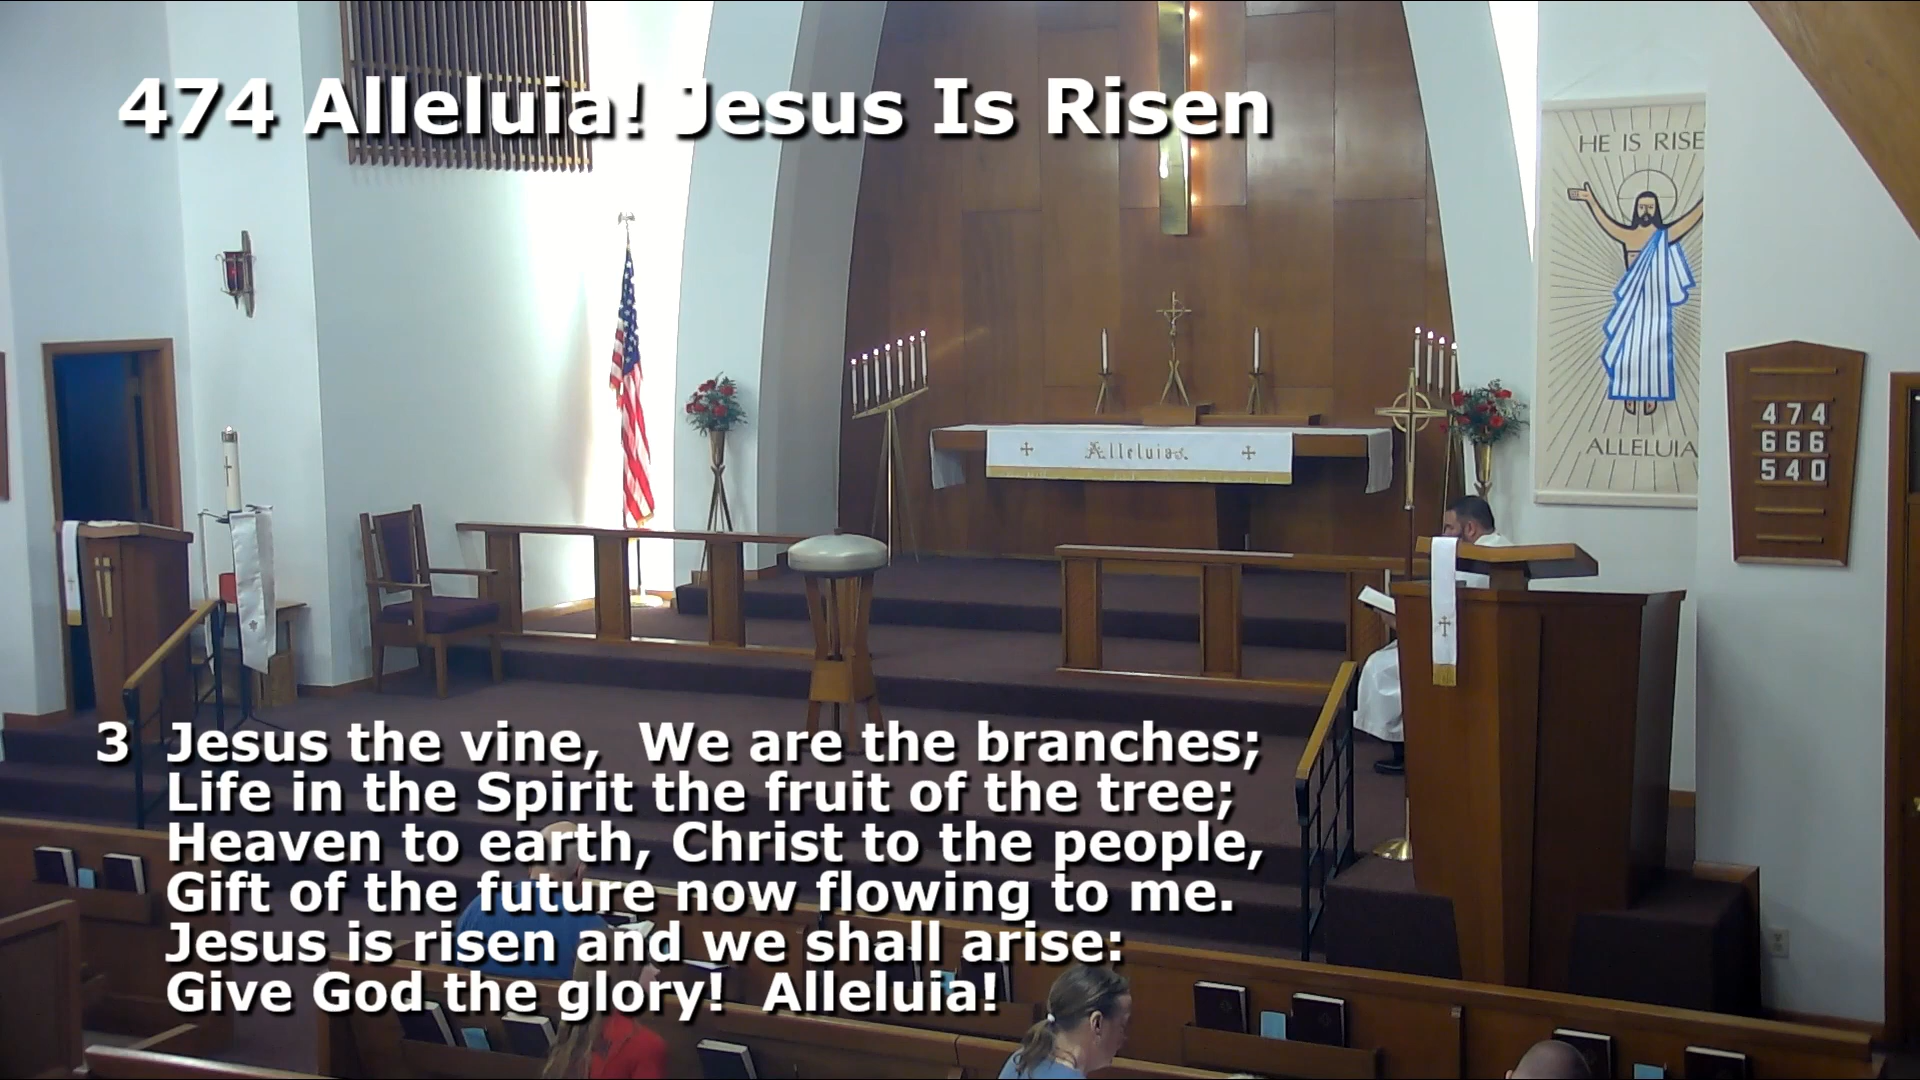 474 Alleluia! Jesus Is Risen
HE IS RISE
ALLELUIA
474
666
540
Alleluia
3 Jesus the vine, We are the branches;
Life in the Spirit the fruit of the tree;
Heaven to earth, Christ to the people,
Gift of the future now flowing to me.
Jesus is risen and we shall arise:
Give God the glory! Alleluia!